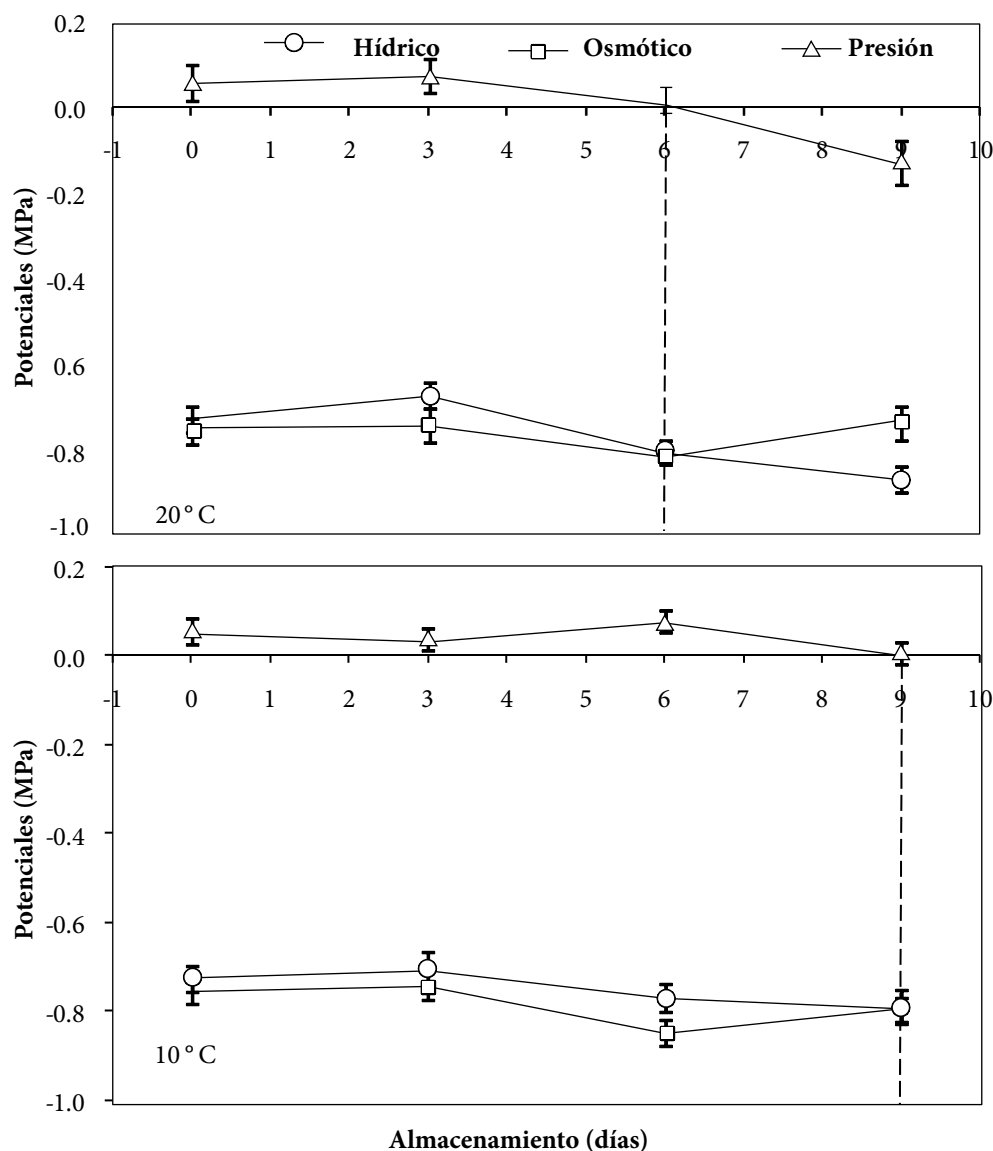 0.2
Hídrico Osmótico Presión
0.0
-1 0 1 2 3 4 5 6 7 8 9 10
-0.2
-0.4
0.6
-0.8
-1.0
Potenciales (MPa)
20° C
0.2
0.0
-1 0 1 2 3 4 5 6 7 8 9 10
-0.2
-0.4
-0.6
-0.8
-1.0
Potenciales (MPa)
10° C
Almacenamiento (días)